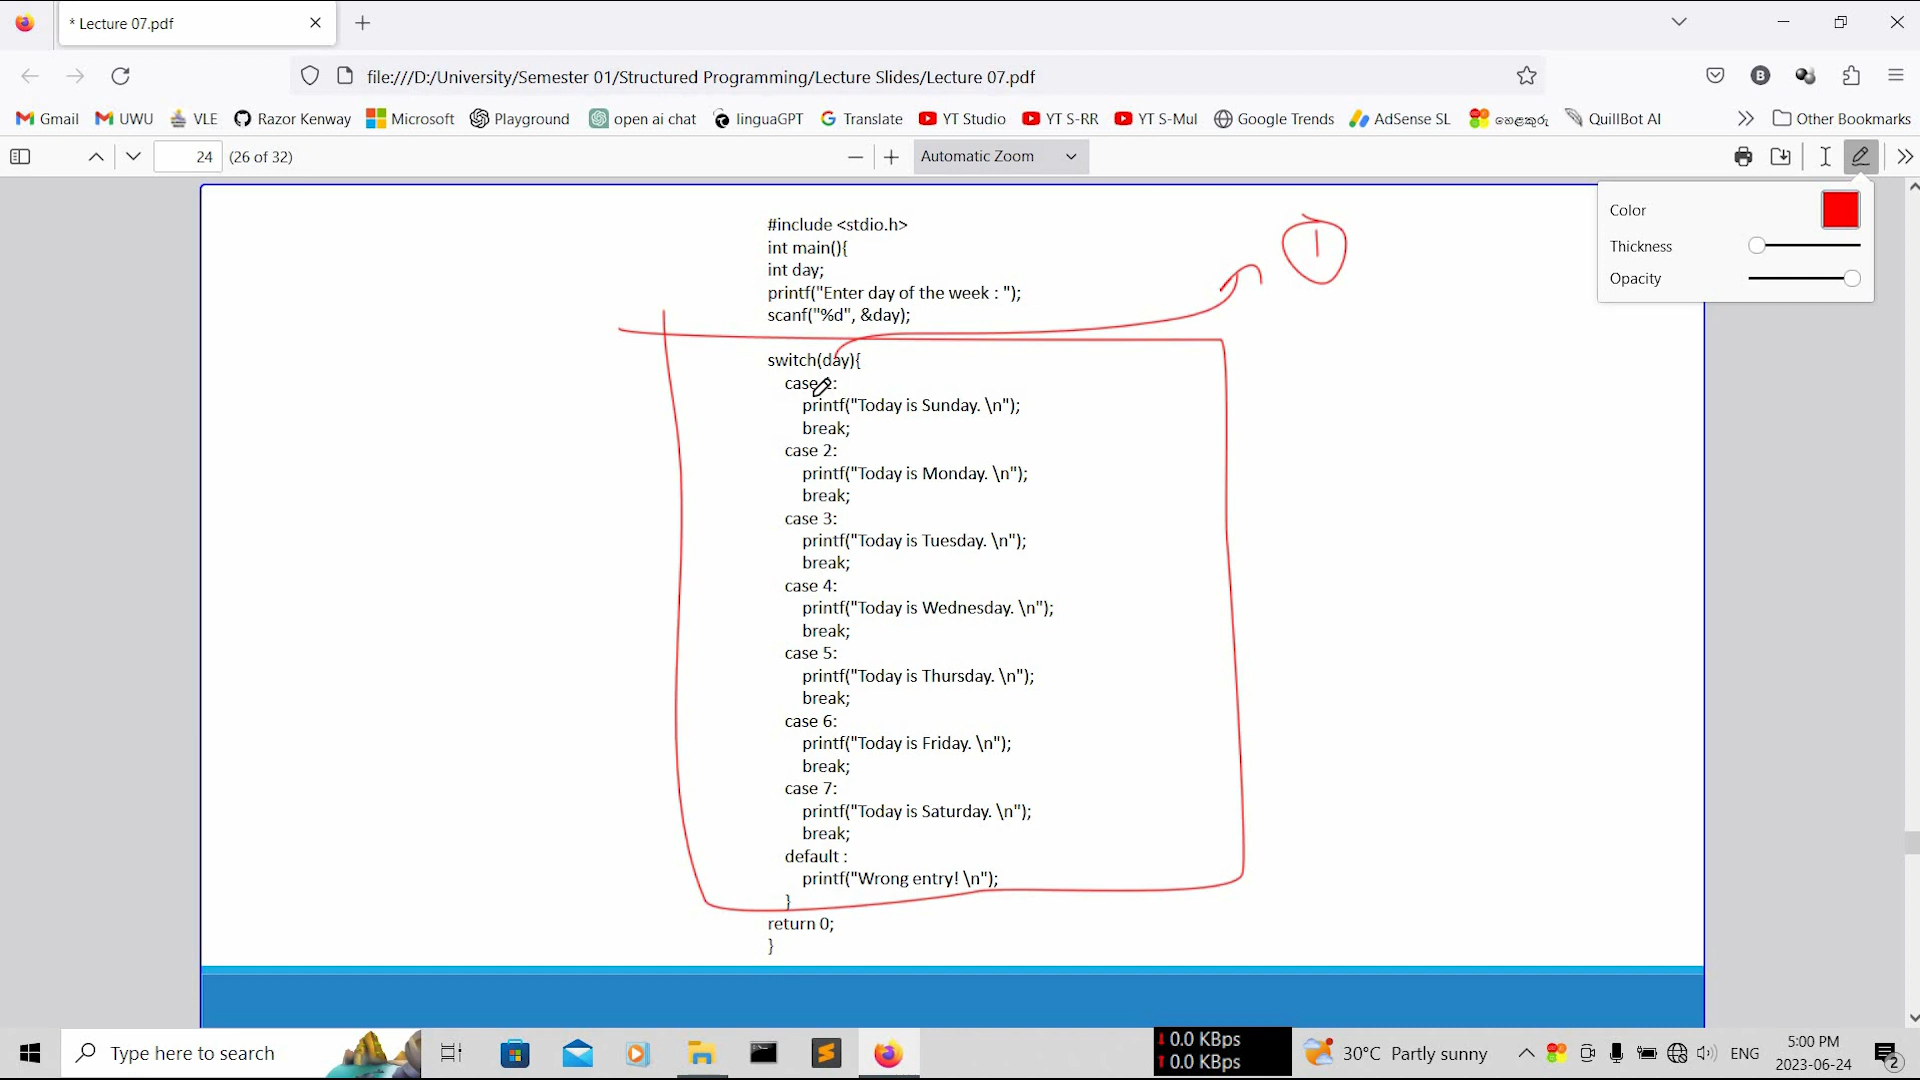 * Lecture 07.pdf
file:///D:/University/Semester 01/Structured Programming/Lecture Slides/Lecture 07.pdf
B
Gmail UWU VLE Razor Kenway Microsoft Playground open ai chat linguaGPT Translate YT Studio YT S-RR YT S-Mul Google Trends AdSense SL හෙළකුරු QuillBot AI Other Bookmarks
24 (26 of 32) Automatic Zoom
Color
Thickness
Opacity
1
#include <stdio.h>
int main(){
int day;
printf("Enter day of the week : ");
scanf("%d", &day);
switch(day){
case :
printf("Today is Sunday. \n");
break;
case 2:
printf("Today is Monday. \n");
break;
case 3:
printf("Today is Tuesday. \n");
break;
case 4:
printf("Today is Wednesday. \n");
break;
case 5:
printf("Today is Thursday. \n");
break;
case 6:
printf("Today is Friday. \n");
break;
case 7:
printf("Today is Saturday. \n");
break;
default :
printf("Wrong entry! \n");
}
return 0;
}
Type here to search
0.0 KBps
0.0 KBps
30°C Partly sunny
ENG
5:00 PM
2023-06-24
2